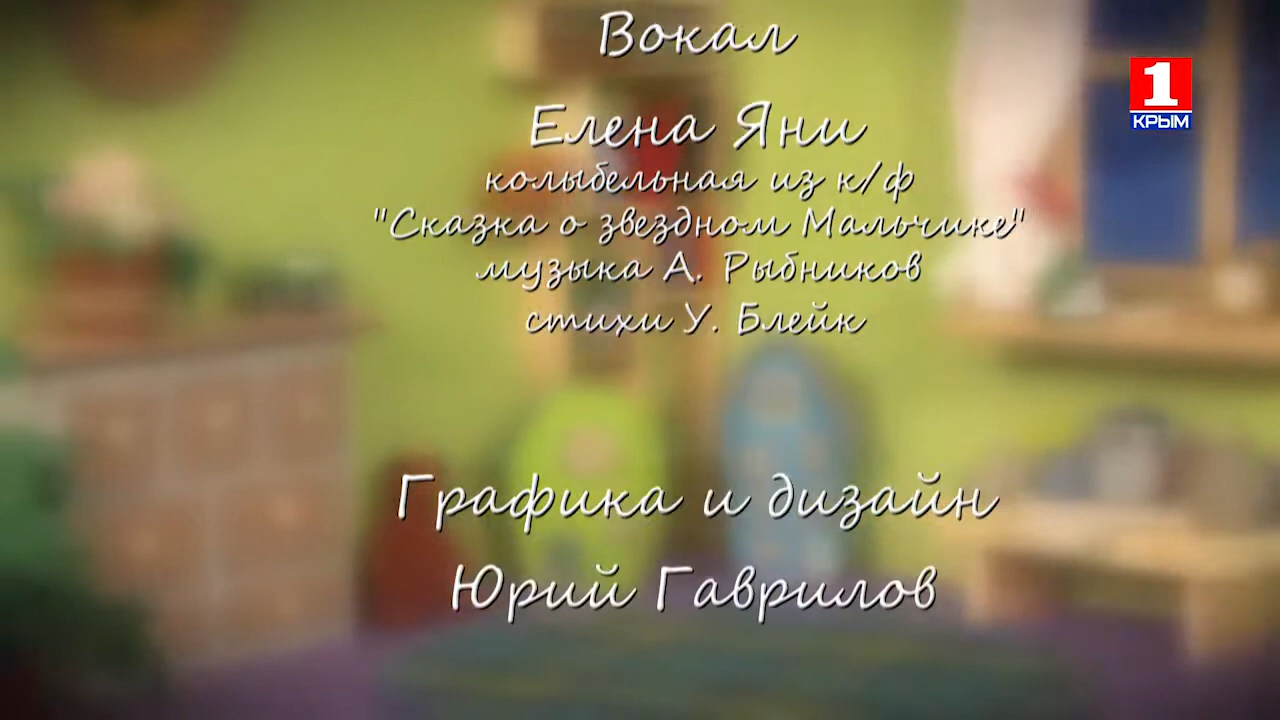 Вокал
1
КРЫМ
Елена Яни
колыбельная из к/ф
"Сказка о звездном Мальчике"
музыка А. Рыбников
стихи У. Блейк
Графика и дизайн
Юрий Гаврилов